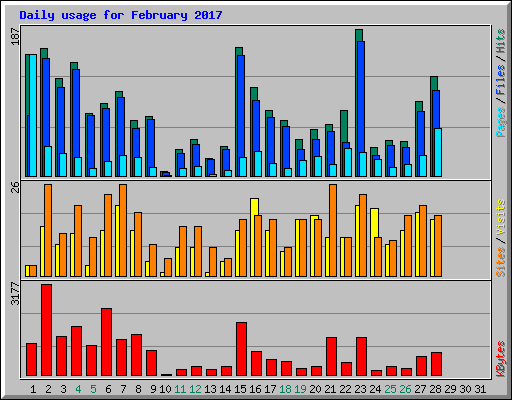 Daily usage for February 2017
187
Pages / Files / Hits
26
Sites / Visits
3177
KBytes
1 2 3 4 5 6 7 8 9 10 11 12 13 14 15 16 17 18 19 20 21 22 23 24 25 26 27 28 29 30 31